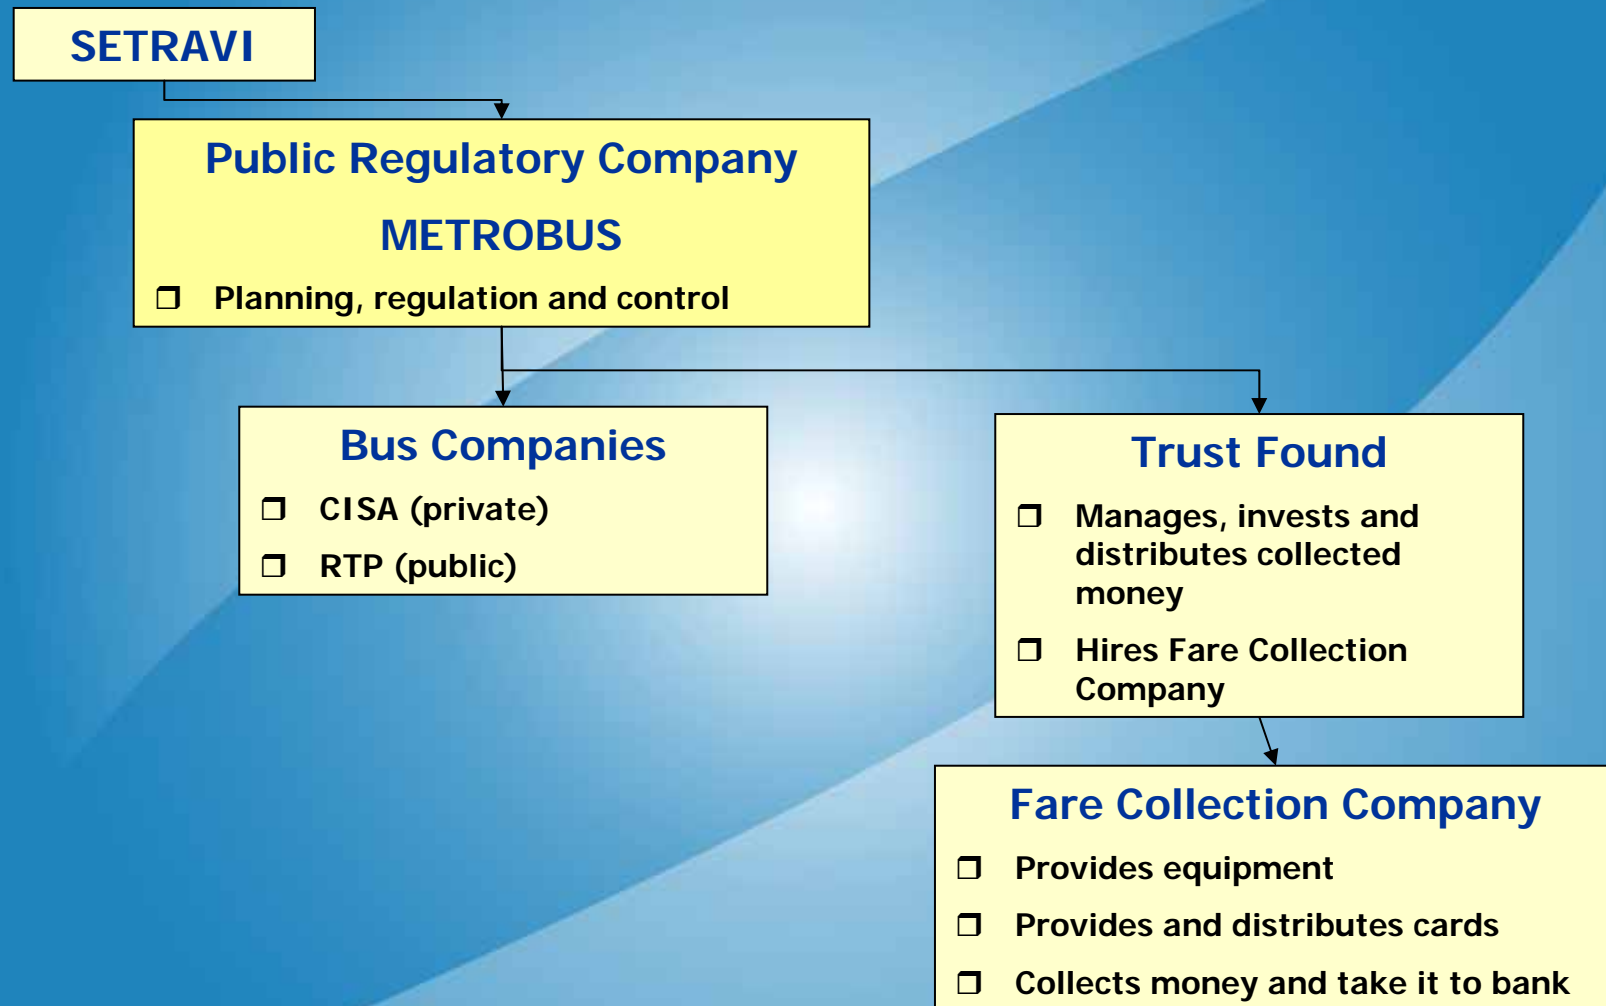 SETRAVI
Public Regulatory Company
METROBUS
❒ Planning, regulation and control
Bus Companies
❒ CISA (private)
❒ RTP (public)
Trust Found
❒ Manages, invests and
distributes collected
money
❒ Hires Fare Collection
Company
Fare Collection Company
❒ Provides equipment
❒ Provides and distributes cards
❒ Collects money and take it to bank